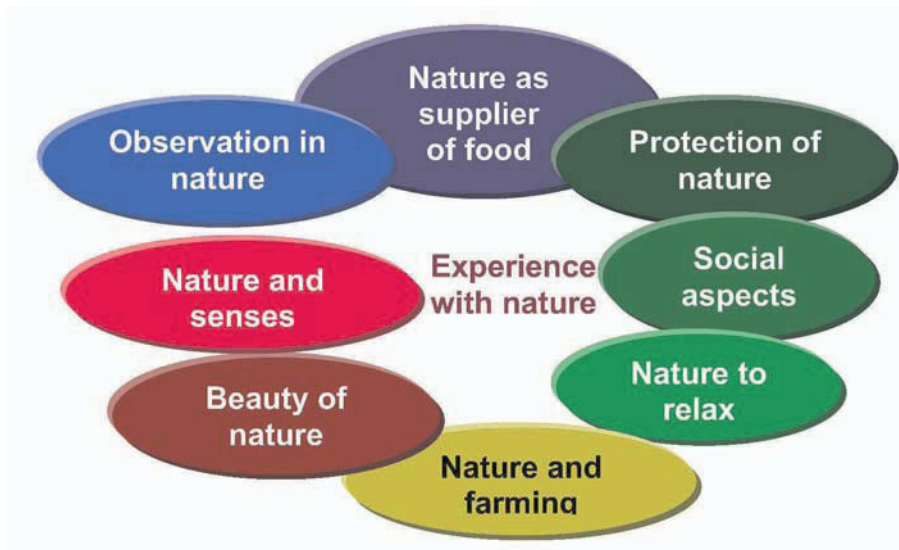 Nature as
supplier
of food
Observation in
nature
Protection of
nature
Nature and
senses
Experience
with nature
Social
aspects
Beauty of
nature
Nature to
relax
Nature and
farming